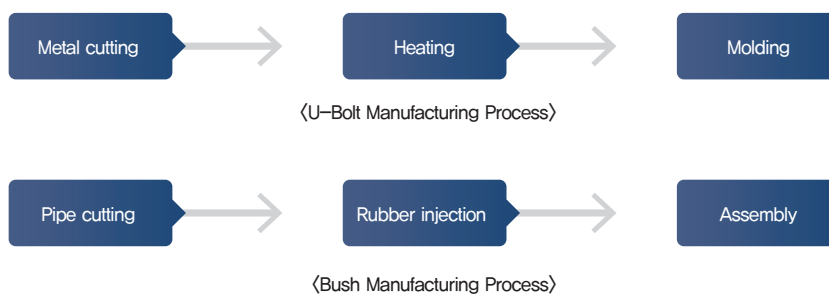 Metal cutting Heating Molding
〈U-Bolt Manufacturing Process〉
Pipe cutting Rubber injection Assembly
〈Bush Manufacturing Process〉